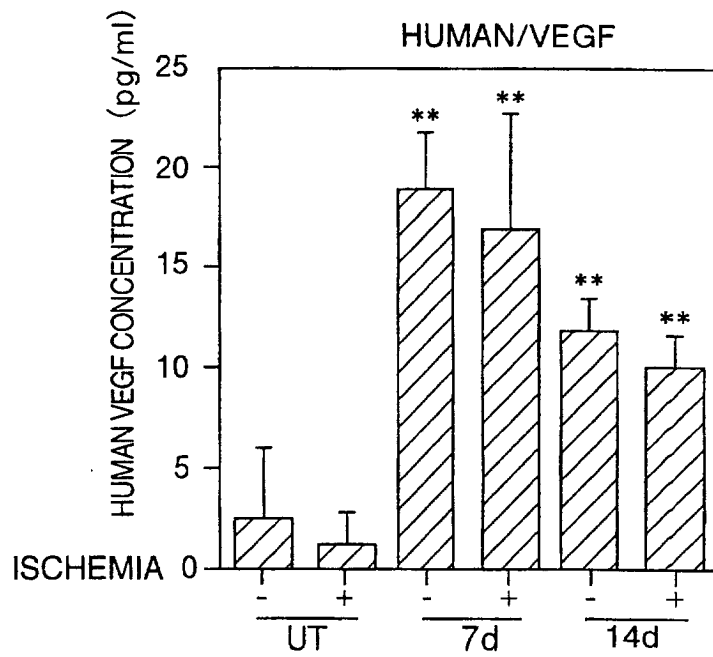 HUMAN/VEGF
HUMAN VEGF CONCENTRATION (pg/ml)
25
20
15
10
5
0
** ** ** **
ISCHEMIA
- + - + - +
UT 7d 14d